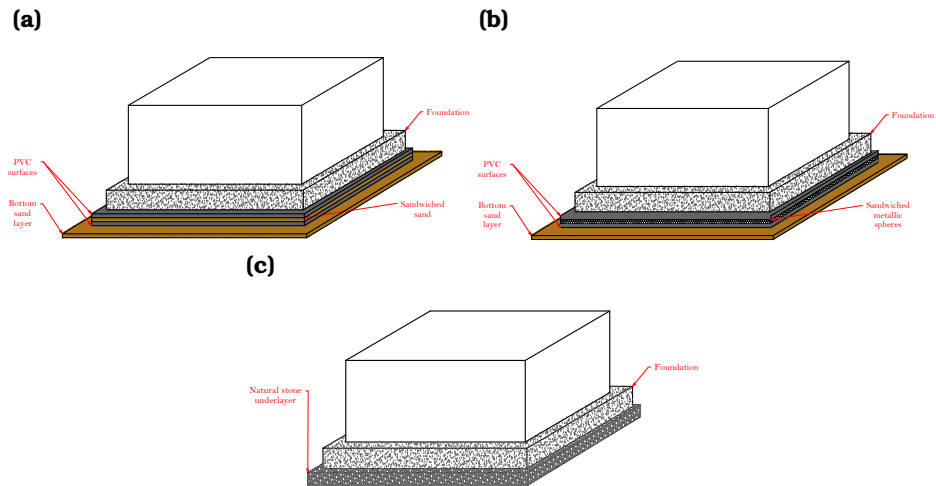 (a)
Foundation
PVC
surfaces
Bottom
sand
layer
Sandwiched
sand
(b)
Foundation
PVC
surfaces
Bottom
sand
layer
Sandwiched
metallic
spheres
(c)
Natural stone
underlayer
Foundation